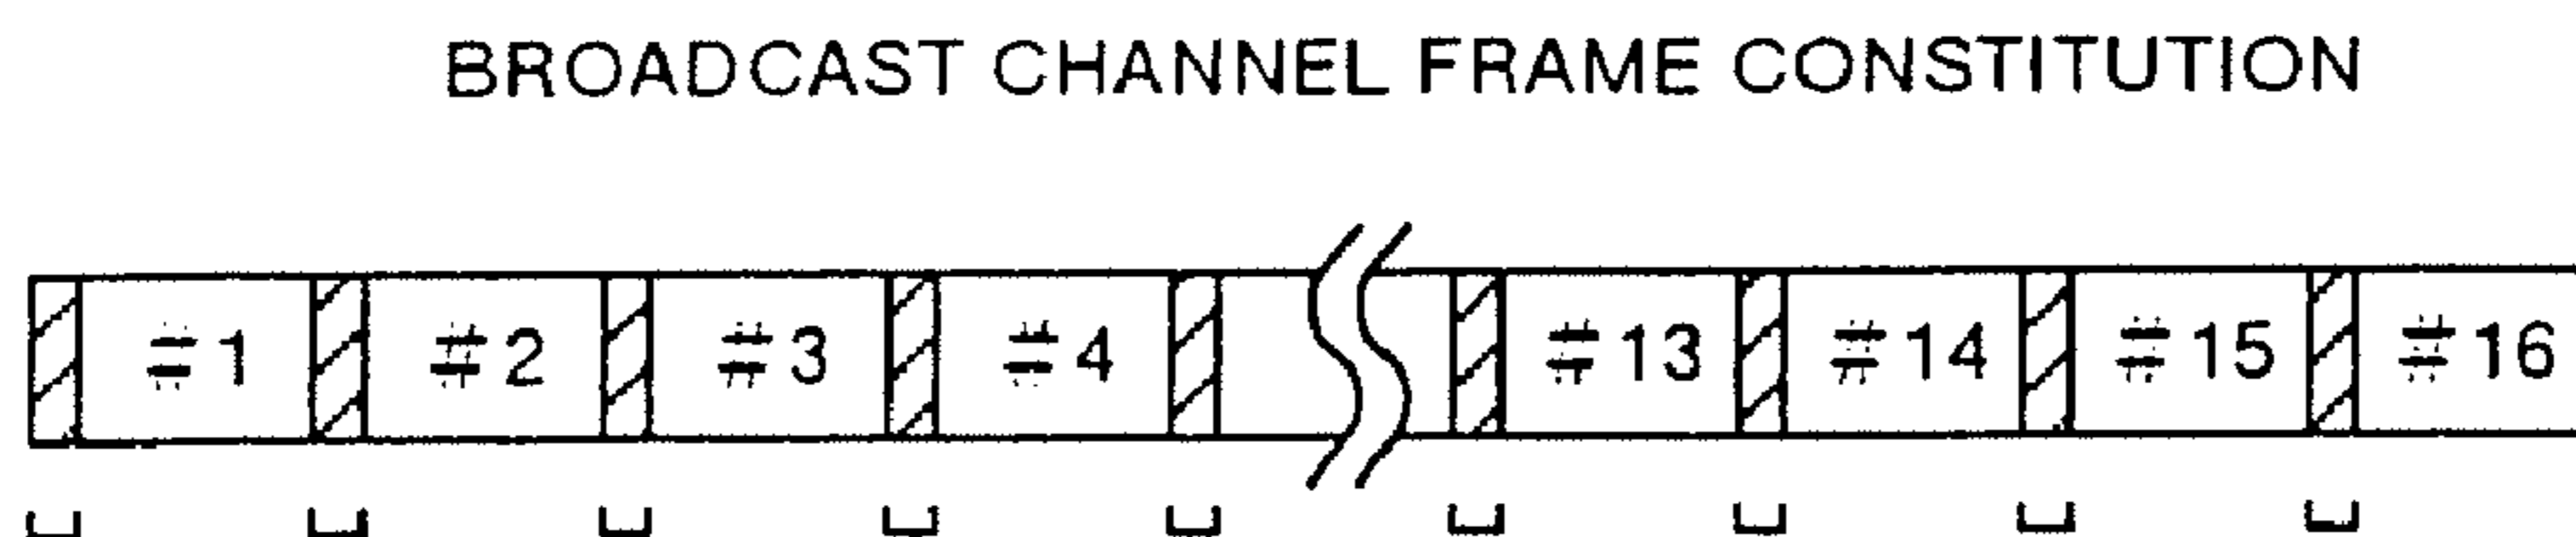 BROADCAST CHANNEL FRAME CONSTITUTION
#1 #2 #3 #4 #13 #14 #15 #16